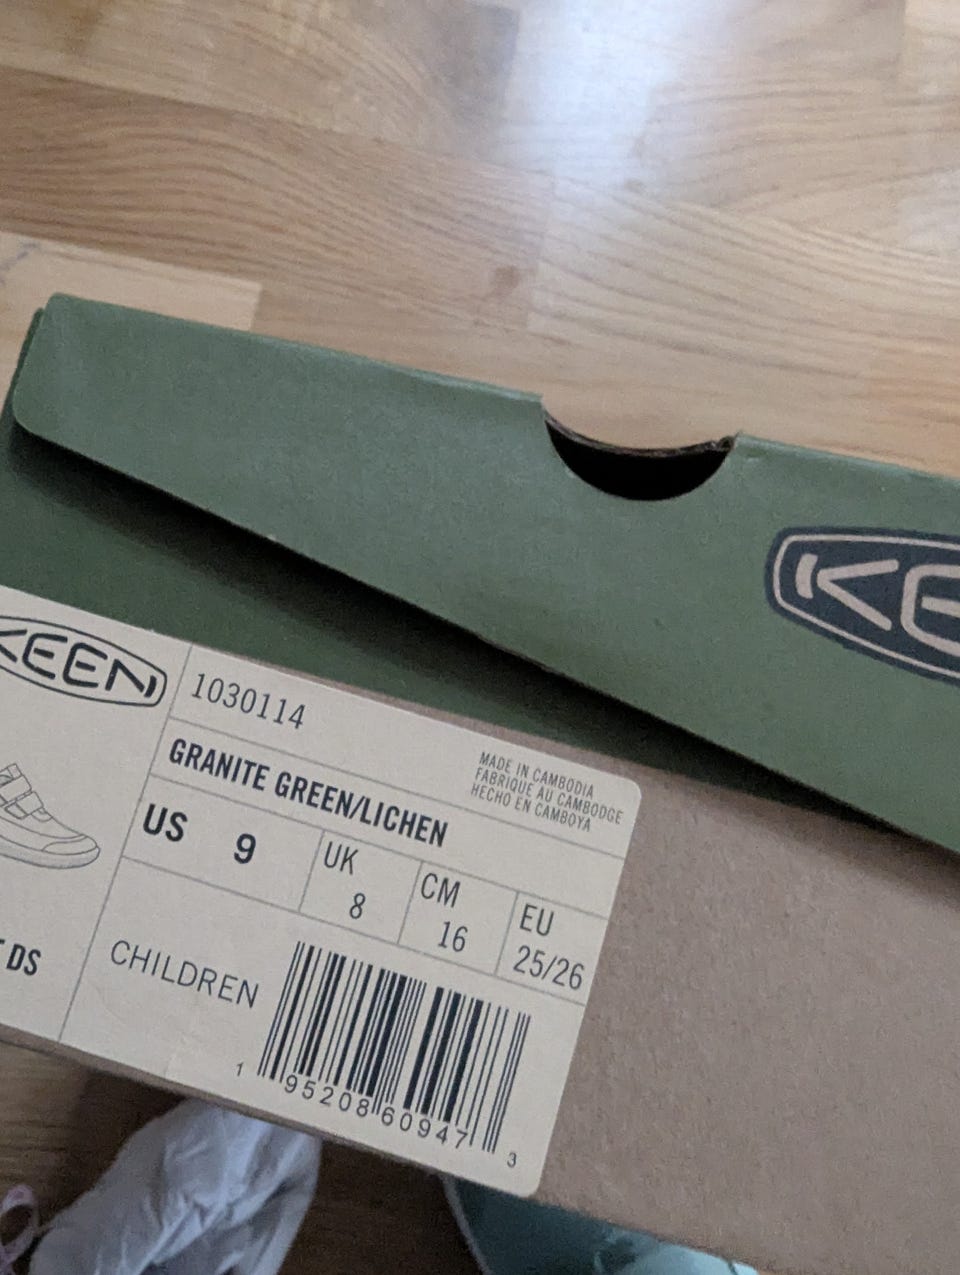 KE
KEEN
1030114
GRANITE GREEN/LICHEN
MADE IN CAMBODIA
FABRIQUE AU CAMBODGE
HECHO EN CAMBOYA
US 9
UK 8
CM 16
EU 25/26
DS
CHILDREN
1 95208 60947 3